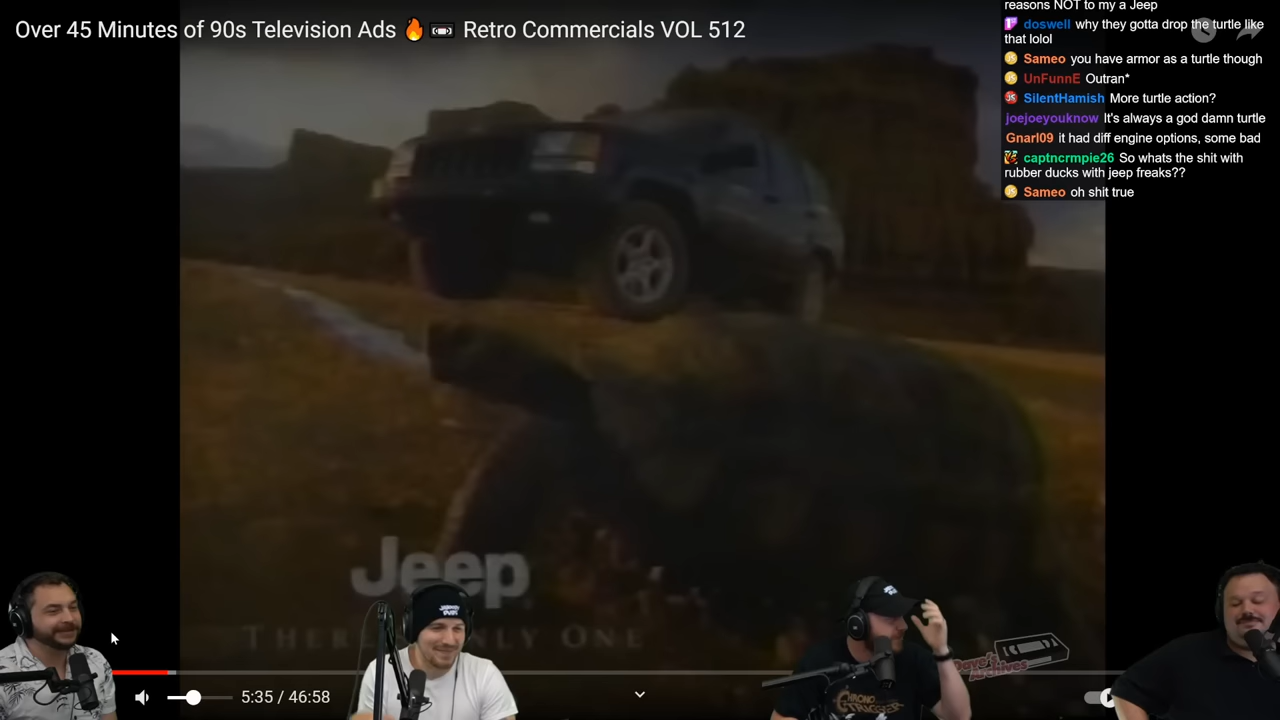 Over 45 Minutes of 90s Television Ads 🔥📼 Retro Commercials VOL 512
reasons NOT to my a Jeep
doswell why they gotta drop the turtle like
that lolol
Sameo you have armor as a turtle though
UnFunnE Outran*
SilentHamish More turtle action?
joejoeyouknow It's always a god damn turtle
Gnarl09 it had diff engine options, some bad
captncrmpie26 So whats the shit with
rubber ducks with jeep freaks??
Sameo oh shit true
Jeep
THERE ONLY ONE
Dave's
Archives
CHRONO
TRIGGER
5:35 / 46:58